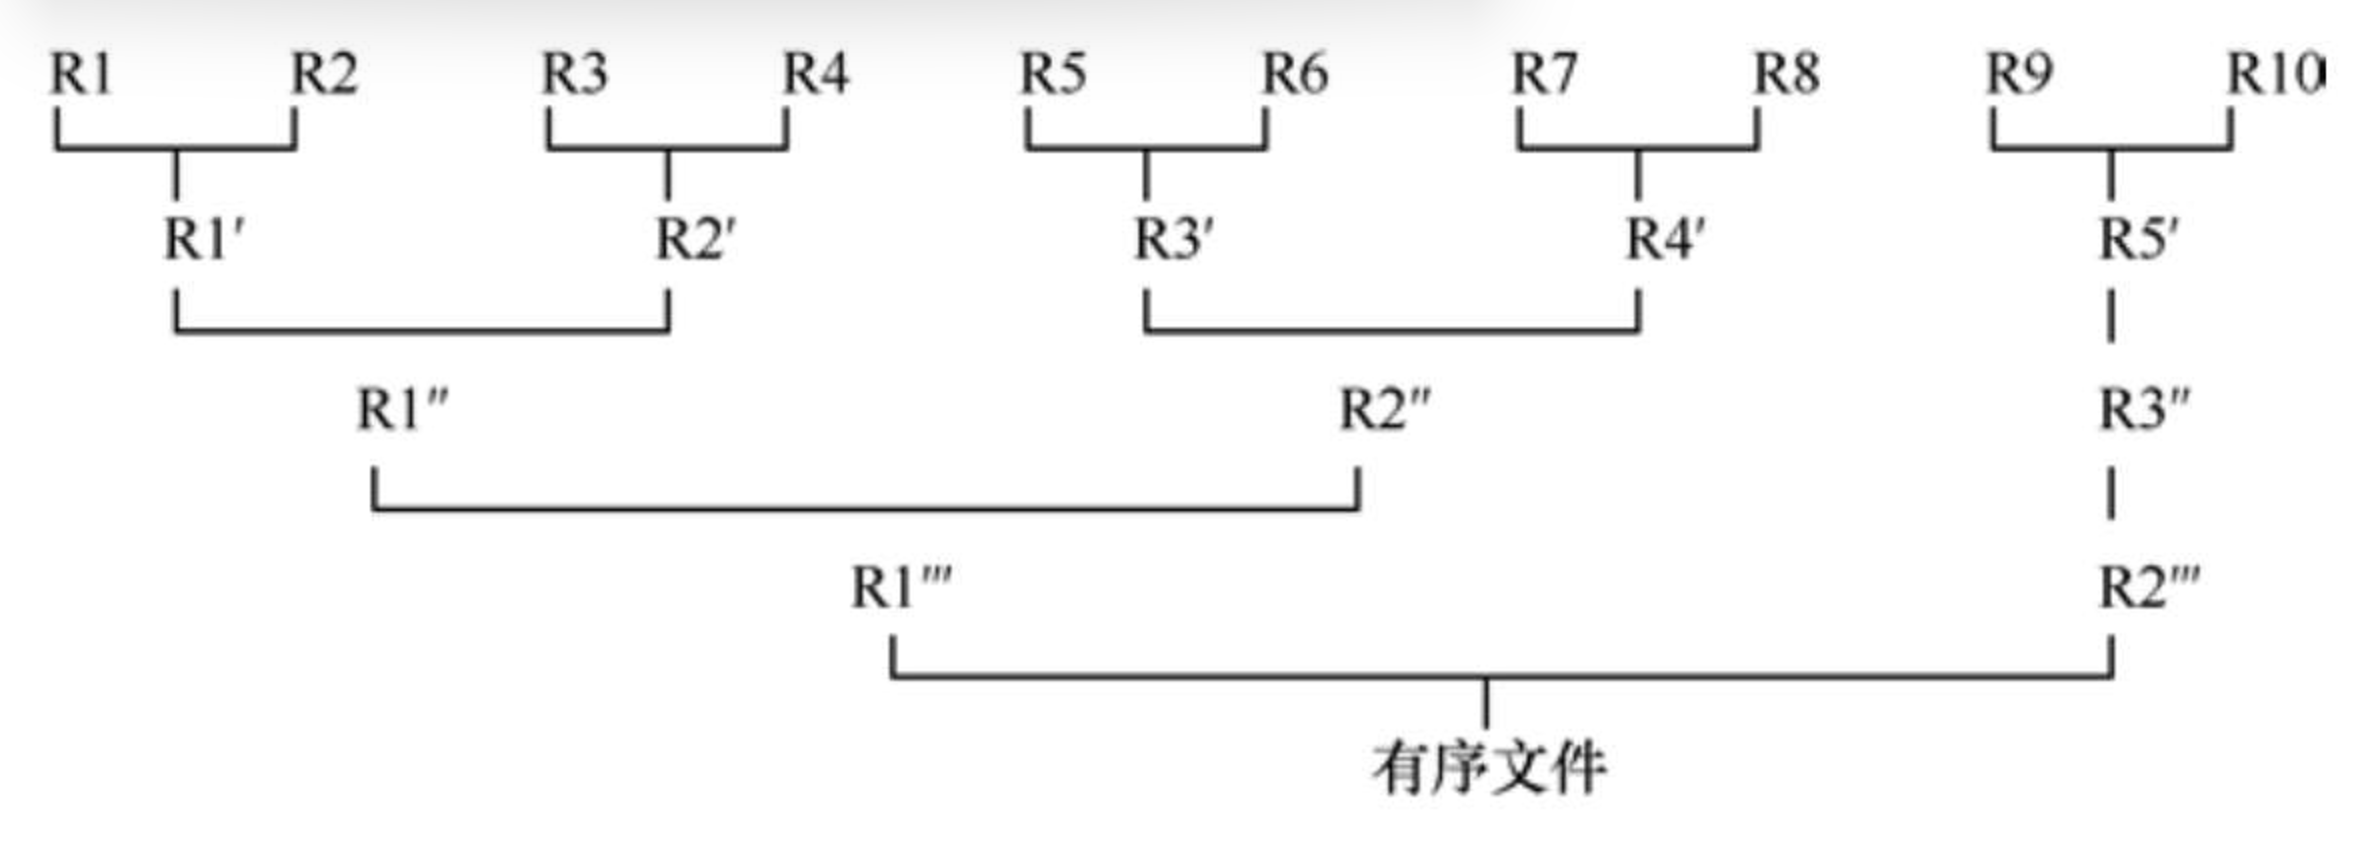 R1 R2 R3 R4 R5 R6 R7 R8 R9 R10
R1′ R2′ R3′ R4′ R5′
R1″ R2″ R3″
R1‴ R2‴
有序文件